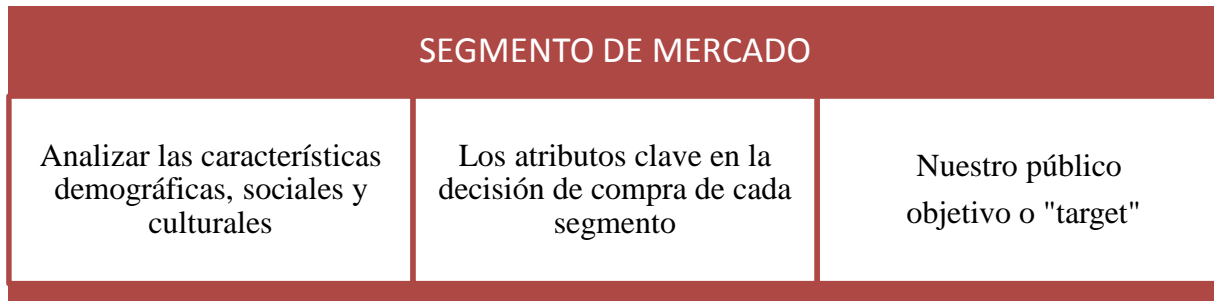 SEGMENTO DE MERCADO
Analizar las características
demográficas, sociales y
culturales
Los atributos clave en la
decisión de compra de cada
segmento
Nuestro público
objetivo o "target"